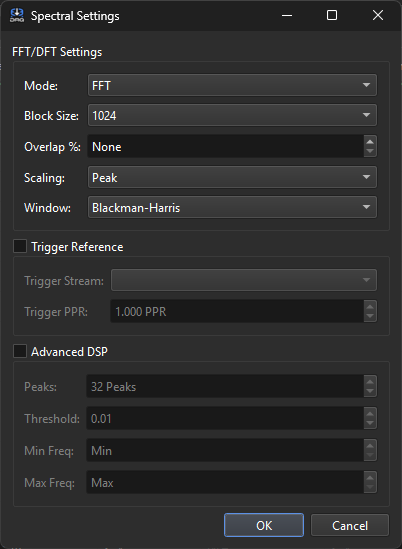 Spectral Settings
FFT/DFT Settings
Mode: FFT
Block Size: 1024
Overlap %: None
Scaling: Peak
Window: Blackman-Harris
Trigger Reference
Trigger Stream:
Trigger PPR: 1.000 PPR
Advanced DSP
Peaks: 32 Peaks
Threshold: 0.01
Min Freq: Min
Max Freq: Max
OK Cancel